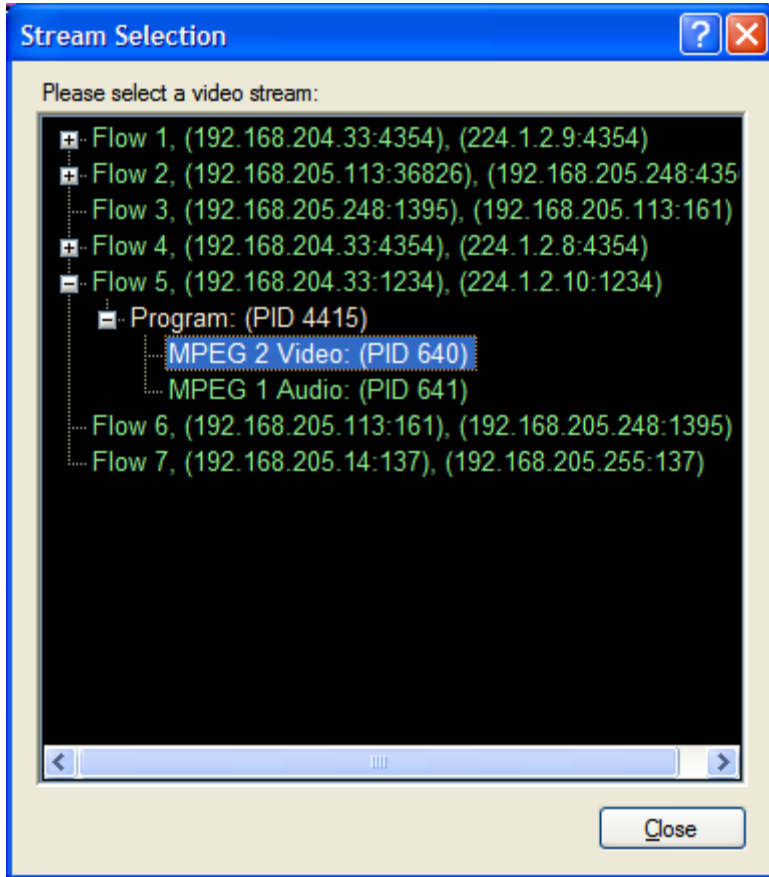 Stream Selection
Please select a video stream:
Flow 1, (192.168.204.33:4354), (224.1.2.9:4354)
Flow 2, (192.168.205.113:36826), (192.168.205.248:435
Flow 3, (192.168.205.248:1395), (192.168.205.113:161)
Flow 4, (192.168.204.33:4354), (224.1.2.8:4354)
Flow 5, (192.168.204.33:1234), (224.1.2.10:1234)
Program: (PID 4415)
MPEG 2 Video: (PID 640)
MPEG 1 Audio: (PID 641)
Flow 6, (192.168.205.113:161), (192.168.205.248:1395)
Flow 7, (192.168.205.14:137), (192.168.205.255:137)
Close